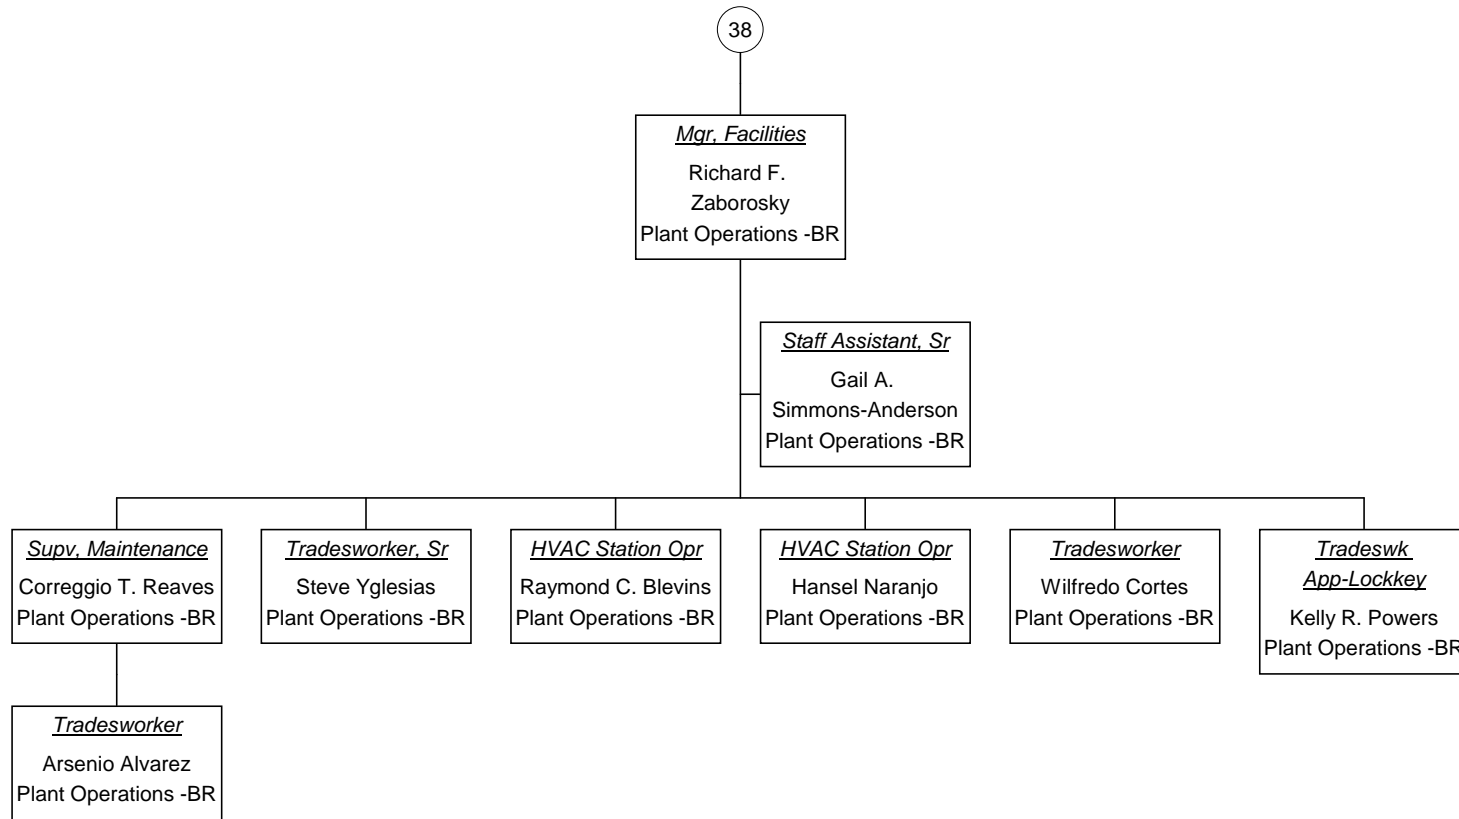 38
Mgr, Facilities
Richard F.
Zaborosky
Plant Operations -BR
Staff Assistant, Sr
Gail A.
Simmons-Anderson
Plant Operations -BR
Supv, Maintenance
Correggio T. Reaves
Plant Operations -BR
Tradesworker, Sr
Steve Yglesias
Plant Operations -BR
HVAC Station Opr
Raymond C. Blevins
Plant Operations -BR
HVAC Station Opr
Hansel Naranjo
Plant Operations -BR
Tradesworker
Wilfredo Cortes
Plant Operations -BR
Tradeswk
App-Lockkey
Kelly R. Powers
Plant Operations -BR
Tradesworker
Arsenio Alvarez
Plant Operations -BR